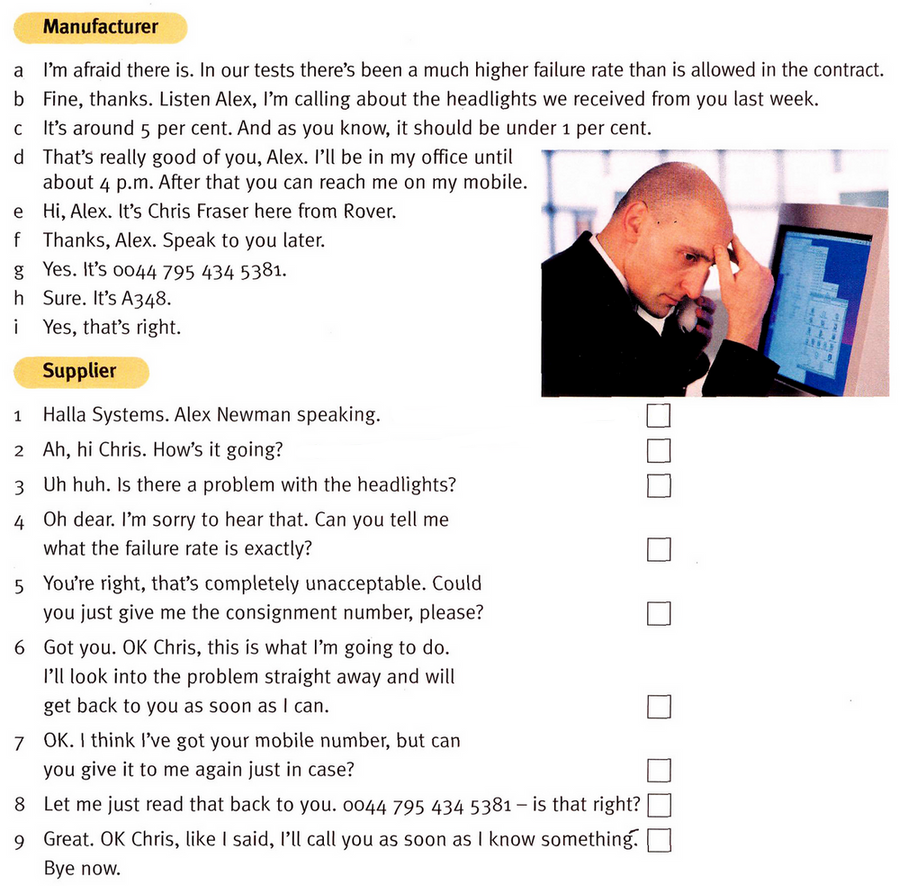 Manufacturer
a I'm afraid there is. In our tests there's been a much higher failure rate than is allowed in the contract.
b Fine, thanks. Listen Alex, I'm calling about the headlights we received from you last week.
c It's around 5 per cent. And as you know, it should be under 1 per cent.
d That's really good of you, Alex. I'll be in my office until
about 4 p.m. After that you can reach me on my mobile.
e Hi, Alex. It's Chris Fraser here from Rover.
f Thanks, Alex. Speak to you later.
g Yes. It's 0044 795 434 5381.
h Sure. It's A348.
i Yes, that's right.
Supplier
1 Halla Systems. Alex Newman speaking.
2 Ah, hi Chris. How's it going?
3 Uh huh. Is there a problem with the headlights?
4 Oh dear. I'm sorry to hear that. Can you tell me
what the failure rate is exactly?
5 You're right, that's completely unacceptable. Could
you just give me the consignment number, please?
6 Got you. OK Chris, this is what I'm going to do.
I'll look into the problem straight away and will
get back to you as soon as I can.
7 OK. I think I've got your mobile number, but can
you give it to me again just in case?
8 Let me just read that back to you. 0044 795 434 5381 – is that right?
9 Great. OK Chris, like I said, I'll call you as soon as I know something.
Bye now.